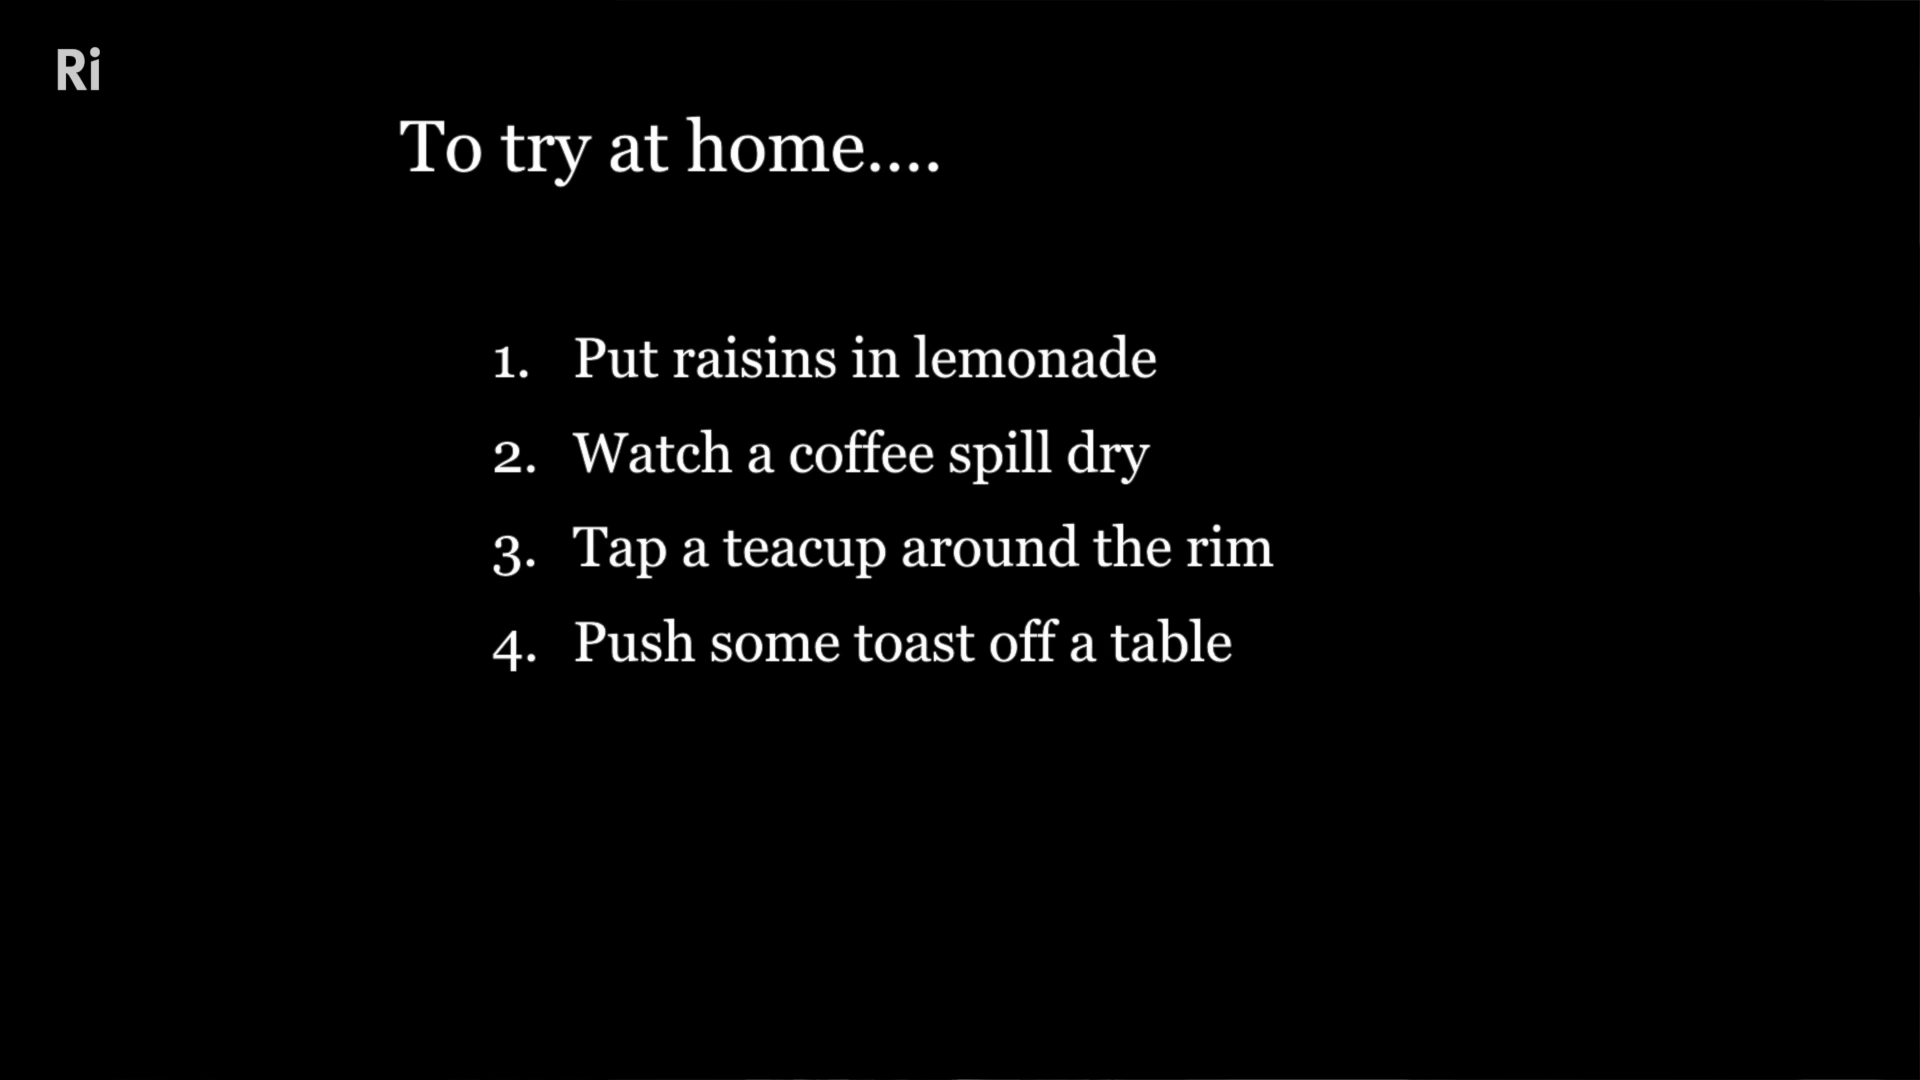 Ri
To try at home....
1. Put raisins in lemonade
2. Watch a coffee spill dry
3. Tap a teacup around the rim
4. Push some toast off a table